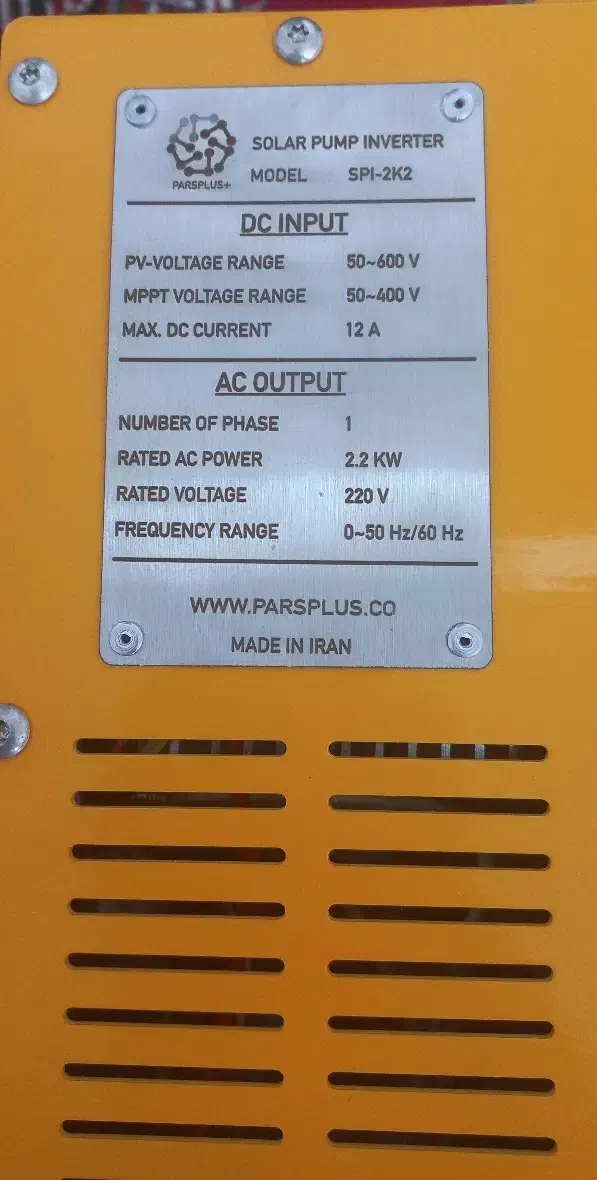 PARSPLUS+
SOLAR PUMP INVERTER
MODEL SPI-2K2
DC INPUT
PV-VOLTAGE RANGE 50~600 V
MPPT VOLTAGE RANGE 50~400 V
MAX. DC CURRENT 12 A
AC OUTPUT
NUMBER OF PHASE 1
RATED AC POWER 2.2 KW
RATED VOLTAGE 220 V
FREQUENCY RANGE 0~50 Hz/60 Hz
WWW.PARSPLUS.CO
MADE IN IRAN